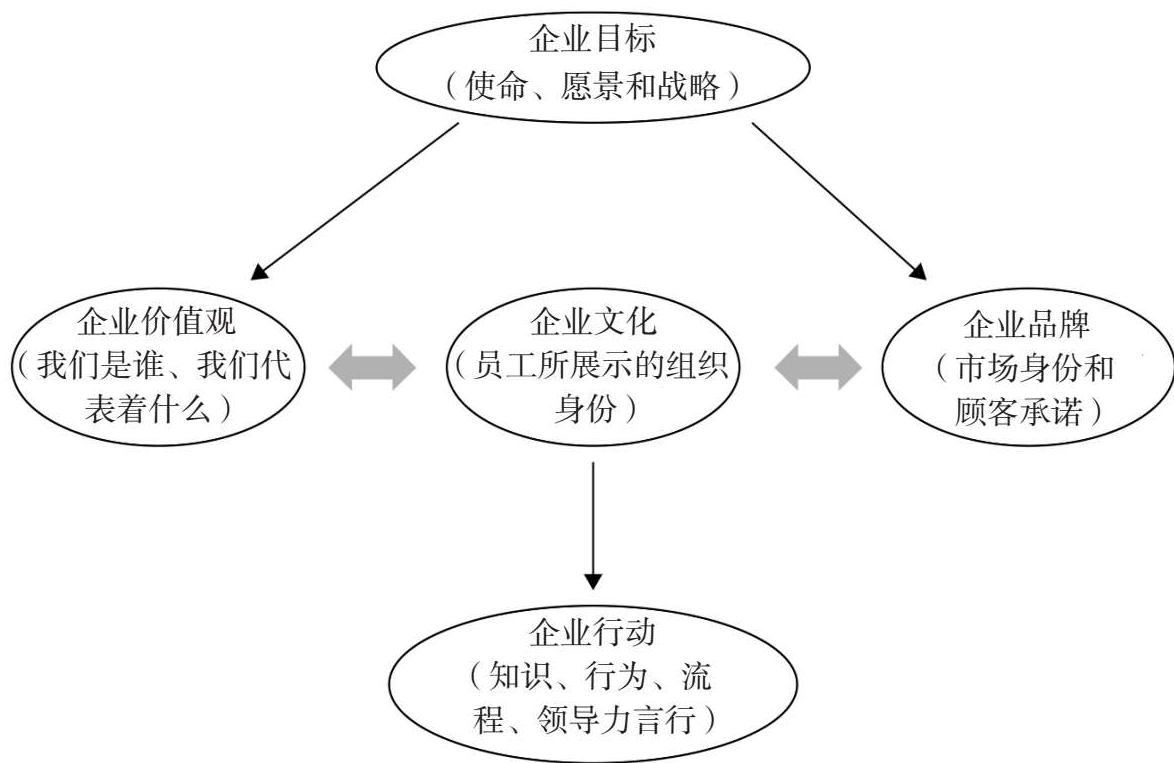 企业目标
（使命、愿景和战略）
企业价值观
（我们是谁、我们代
表着什么）
企业文化
（员工所展示的组织
身份）
企业品牌
（市场身份和
顾客承诺）
企业行动
（知识、行为、流
程、领导力言行）